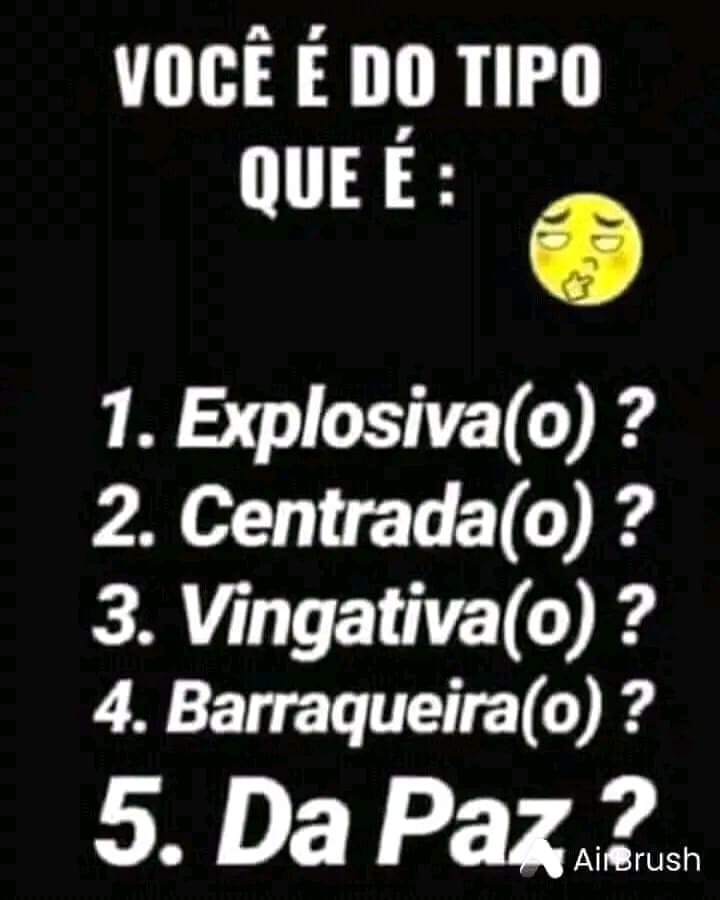 VOCÊ É DO TIPO
QUE É :
1. Explosiva(o) ?
2. Centrada(o) ?
3. Vingativa(o) ?
4. Barraqueira(o) ?
5. Da Paz ?
AirBrush